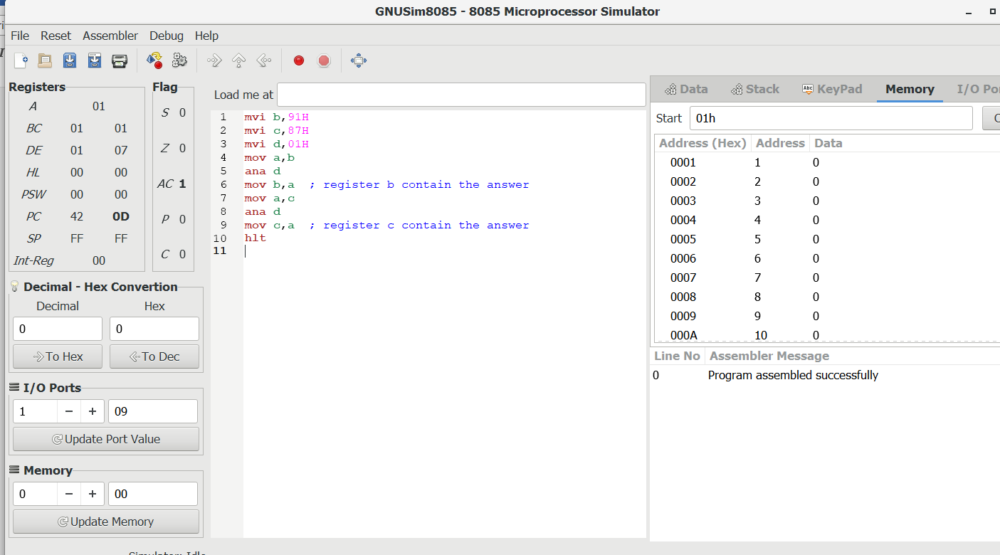 GNUSim8085 - 8085 Microprocessor Simulator
File Reset Assembler Debug Help
Registers
A 01
BC 01 01
DE 01 07
HL 00 00
PSW 00 00
PC 42 0D
SP FF FF
Int-Reg 00
Flag
S 0
Z 0
AC 1
P 0
C 0
Decimal - Hex Convertion
Decimal Hex
0 0
To Hex To Dec
I/O Ports
1 − + 09
Update Port Value
Memory
0 − + 00
Update Memory
Load me at
1 mvi b,91H
2 mvi c,87H
3 mvi d,01H
4 mov a,b
5 ana d
6 mov b,a ; register b contain the answer
7 mov a,c
8 ana d
9 mov c,a ; register c contain the answer
10 hlt
11
Data Stack Abc KeyPad Memory I/O Po
Start 01h
Address (Hex) Address Data
0001 1 0
0002 2 0
0003 3 0
0004 4 0
0005 5 0
0006 6 0
0007 7 0
0008 8 0
0009 9 0
000A 10 0
Line No Assembler Message
0 Program assembled successfully
Simulator: Idle